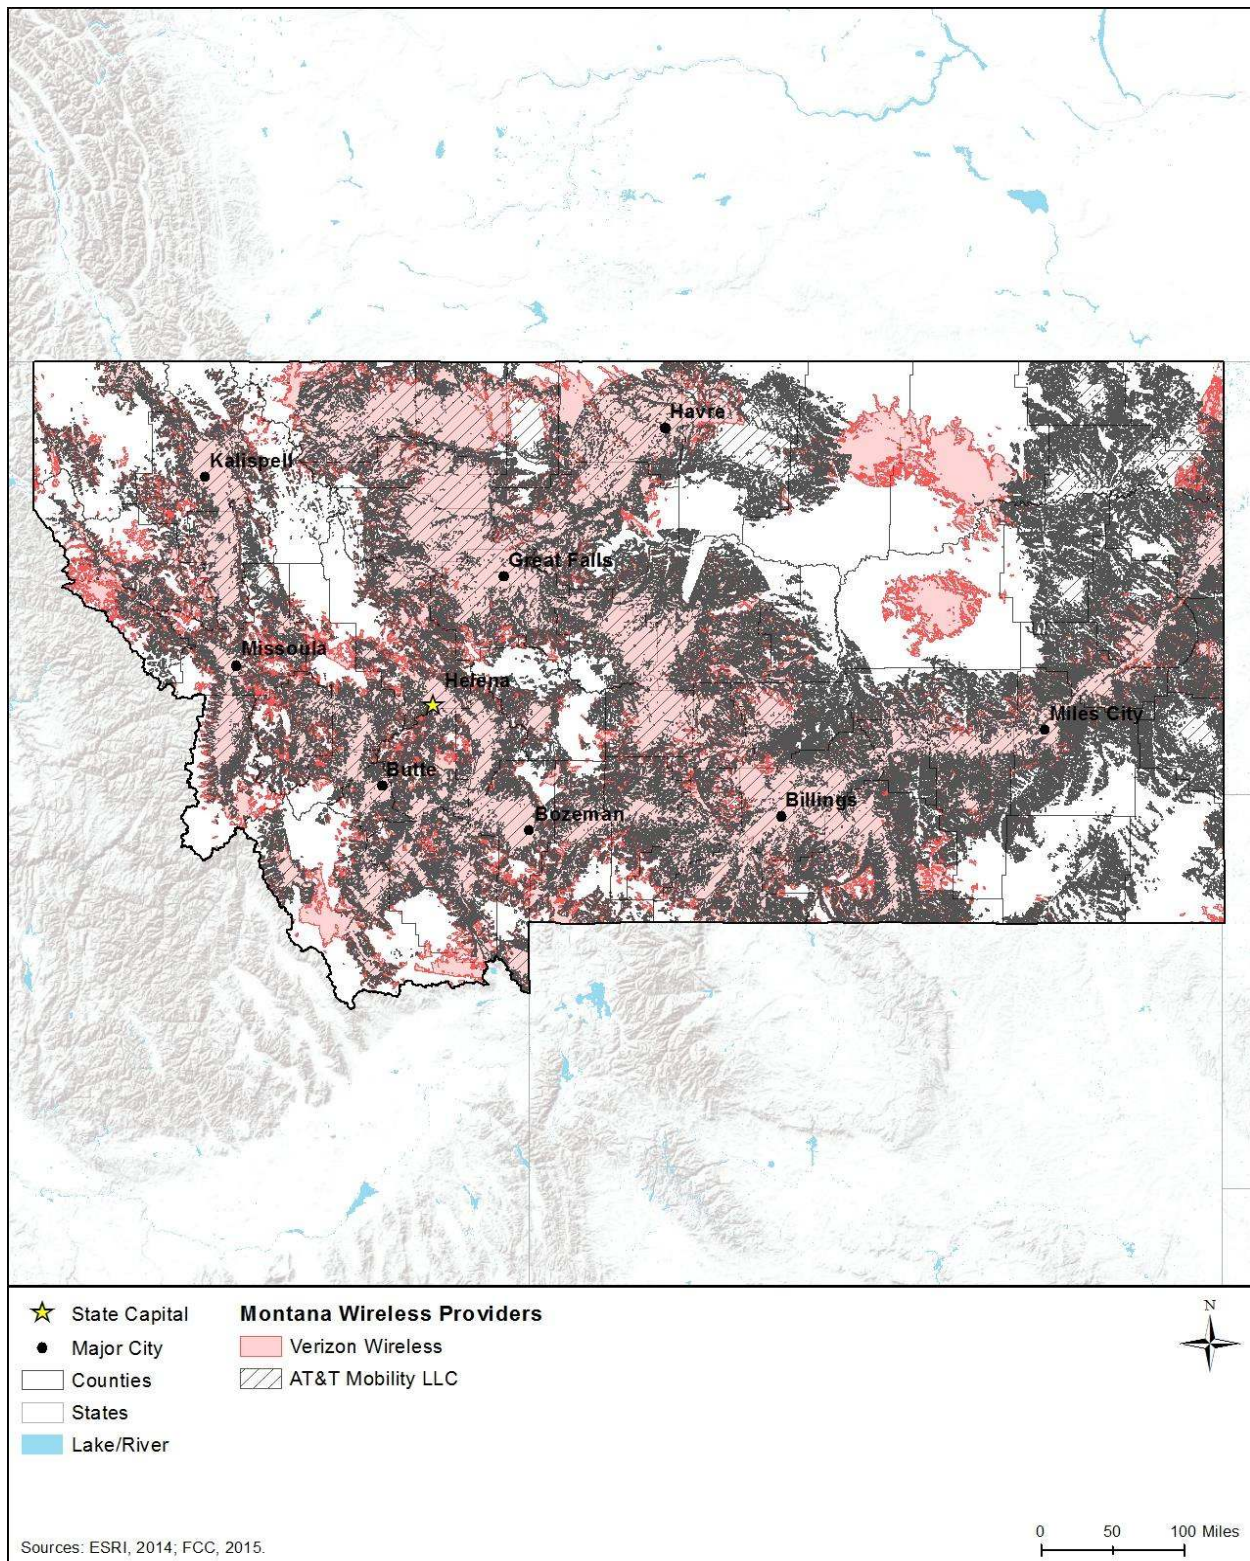 Havre
Kalispell
Great Falls
Missoula
Helena
Miles City
Butte
Billings
Bozeman
State Capital
Major City
Counties
States
Lake/River
Montana Wireless Providers
Verizon Wireless
AT&T Mobility LLC
N
0 50 100 Miles
Sources: ESRI, 2014; FCC, 2015.